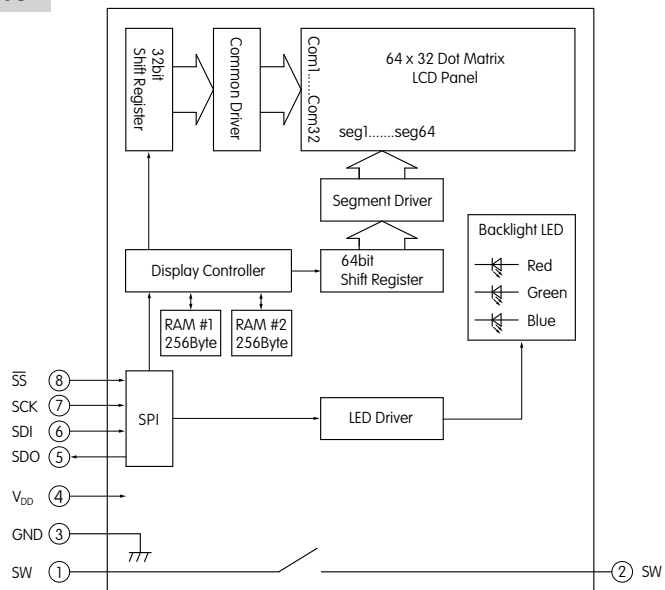 32bit
Shift Register
Common Driver
Com1......Com32
64 x 32 Dot Matrix
LCD Panel
seg1.......seg64
Segment Driver
Backlight LED
Red
Green
Blue
Display Controller
64bit
Shift Register
RAM #1
256Byte
RAM #2
256Byte
SS 8
SCK 7
SDI 6
SDO 5
SPI
LED Driver
VDD 4
GND 3
SW 1
2 SW